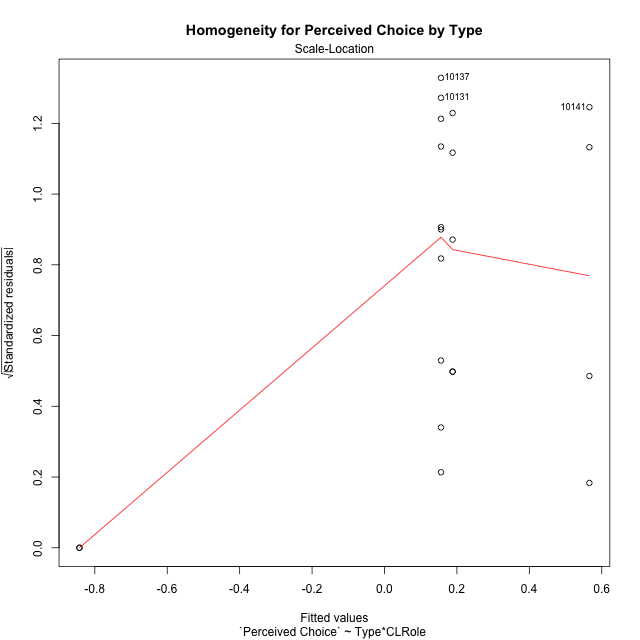 Homogeneity for Perceived Choice by Type
Scale-Location
10137
10131
10141
1.2
1.0
0.8
0.6
0.4
0.2
0.0
√|Standardized residuals|
-0.8 -0.6 -0.4 -0.2 0.0 0.2 0.4 0.6
Fitted values
`Perceived Choice` ~ Type*CLRole